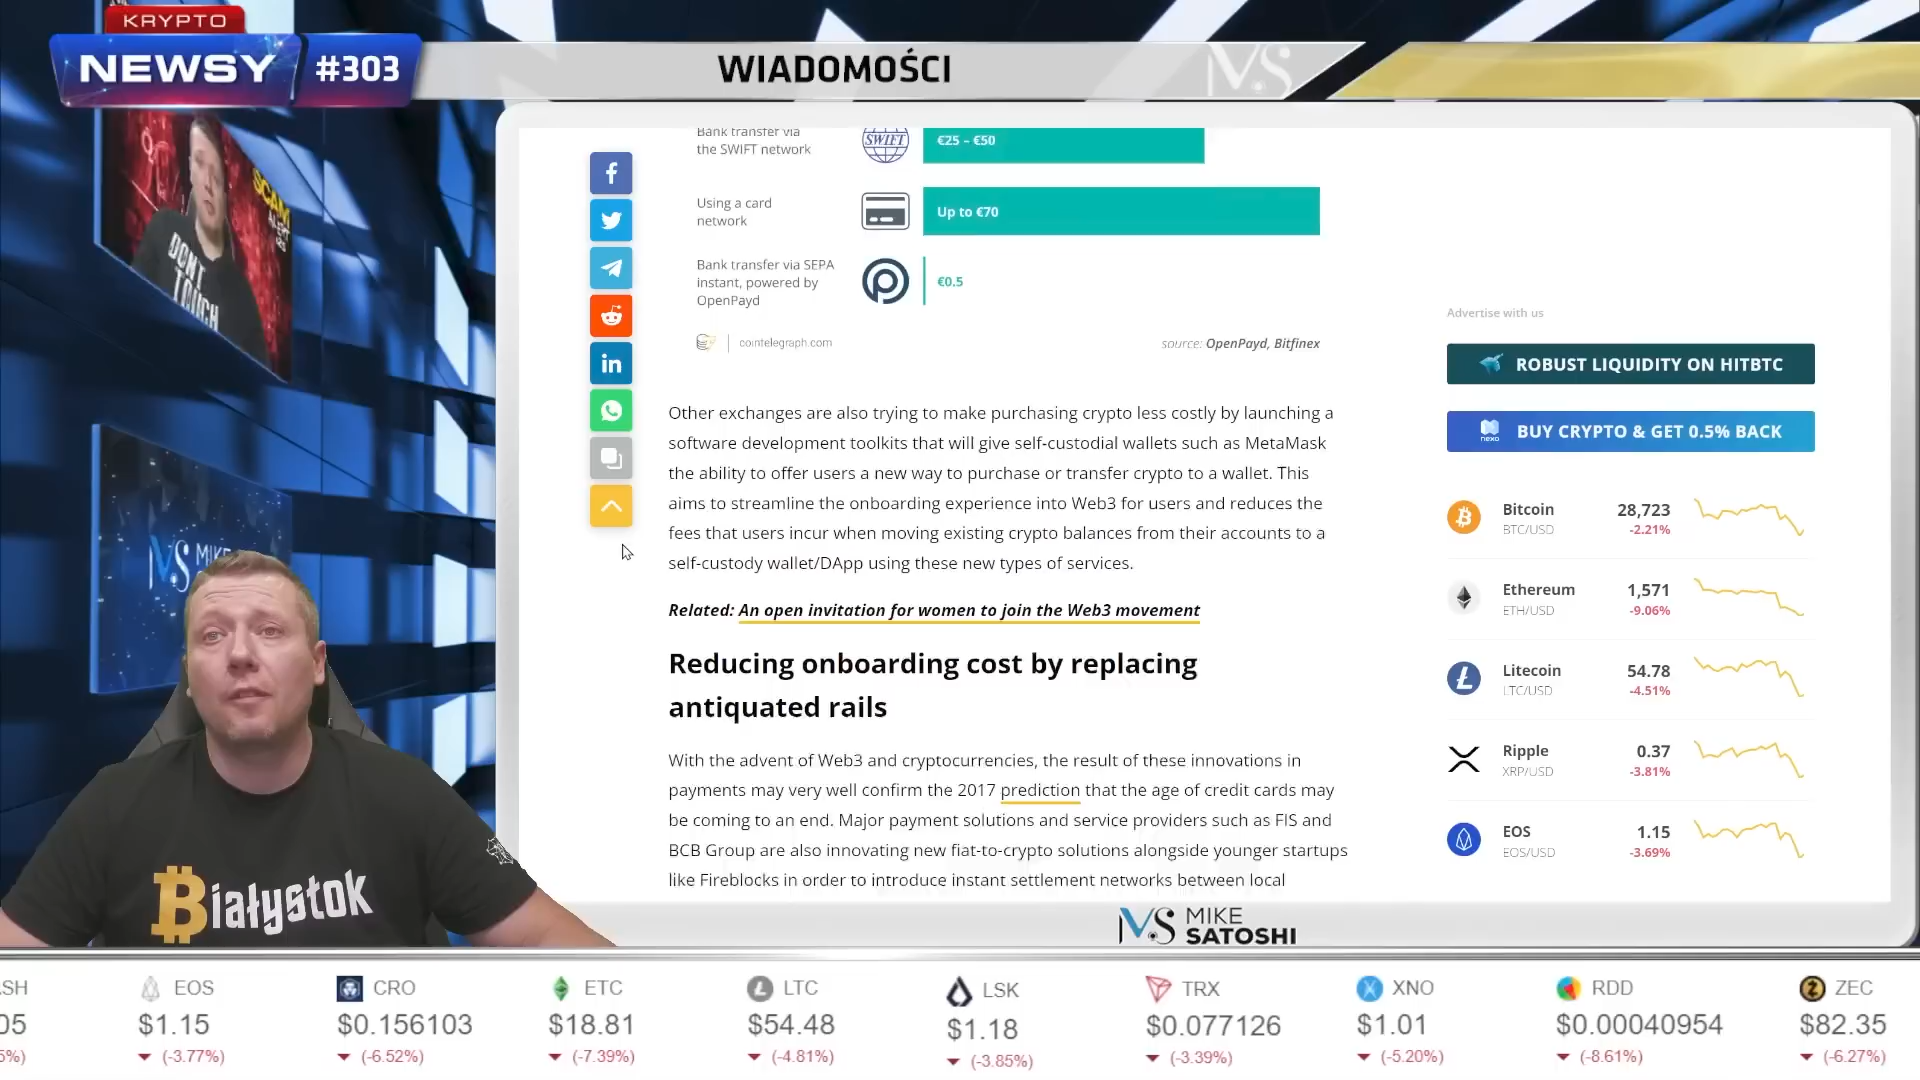 KRYPTO
NEWSY #303
WIADOMOŚCI
MS
SCAM
ALERT
DON'T
TOUCH
MS MIKE
Białystok
Bank transfer via
the SWIFT network
SWIFT
€25 – €50
Using a card
network
Up to €70
Bank transfer via SEPA
instant, powered by
OpenPayd
€0.5
cointelegraph.com
source: OpenPayd, Bitfinex
Other exchanges are also trying to make purchasing crypto less costly by launching a
software development toolkits that will give self-custodial wallets such as MetaMask
the ability to offer users a new way to purchase or transfer crypto to a wallet. This
aims to streamline the onboarding experience into Web3 for users and reduces the
fees that users incur when moving existing crypto balances from their accounts to a
self-custody wallet/DApp using these new types of services.
Related: An open invitation for women to join the Web3 movement
Reducing onboarding cost by replacing
antiquated rails
With the advent of Web3 and cryptocurrencies, the result of these innovations in
payments may very well confirm the 2017 prediction that the age of credit cards may
be coming to an end. Major payment solutions and service providers such as FIS and
BCB Group are also innovating new fiat-to-crypto solutions alongside younger startups
like Fireblocks in order to introduce instant settlement networks between local
Advertise with us
ROBUST LIQUIDITY ON HITBTC
nexo BUY CRYPTO & GET 0.5% BACK
Bitcoin 28,723
BTC/USD -2.21%
Ethereum 1,571
ETH/USD -9.06%
Litecoin 54.78
LTC/USD -4.51%
Ripple 0.37
XRP/USD -3.81%
EOS 1.15
EOS/USD -3.69%
MS MIKE
SATOSHI
SH EOS CRO ETC LTC LSK TRX XNO RDD ZEC
05 $1.15 $0.156103 $18.81 $54.48 $1.18 $0.077126 $1.01 $0.00040954 $82.35
5%) (-3.77%) (-6.52%) (-7.39%) (-4.81%) (-3.85%) (-3.39%) (-5.20%) (-8.61%) (-6.27%)